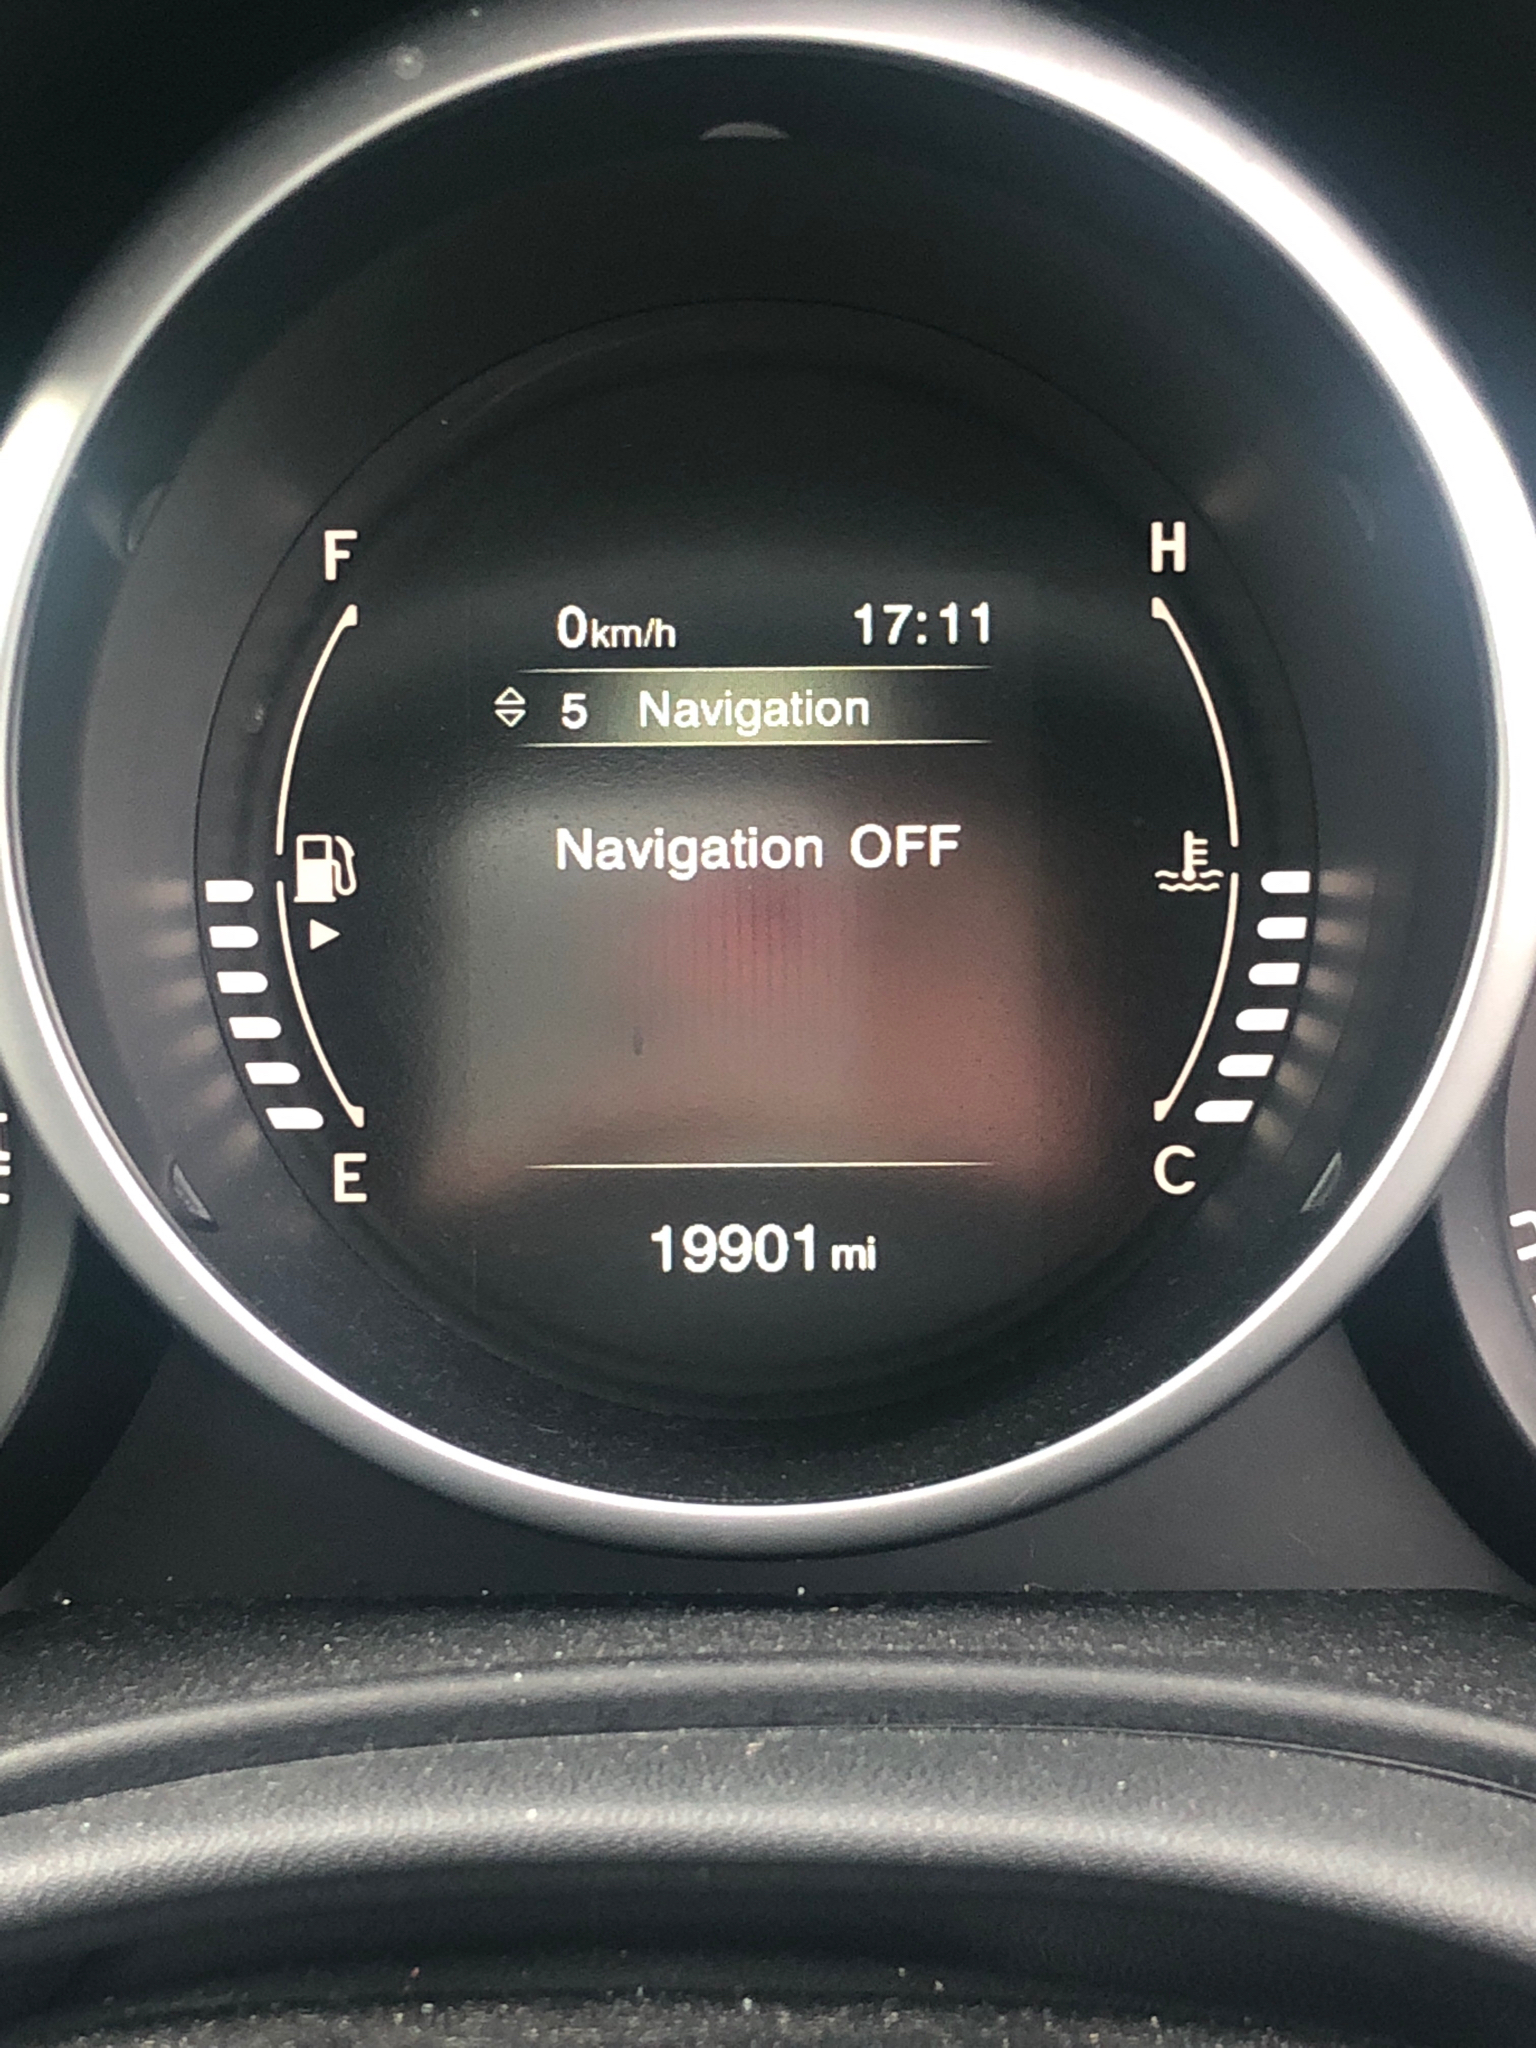 F
H
0km/h 17:11
5 Navigation
Navigation OFF
E
C
19901 mi